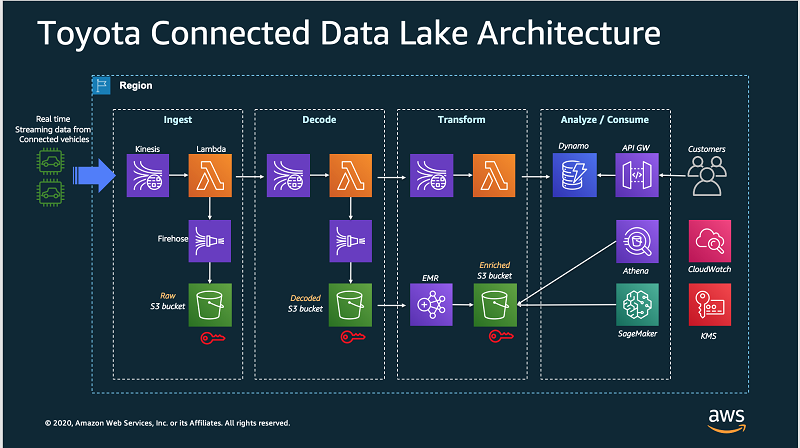 Toyota Connected Data Lake Architecture
Region
Real time
Streaming data from
Connected vehicles
Ingest
Decode
Transform
Analyze / Consume
Kinesis
Lambda
Dynamo
API GW
Customers
Firehose
Athena
CloudWatch
Raw
S3 bucket
Decoded
S3 bucket
EMR
Enriched
S3 bucket
SageMaker
KMS
© 2020, Amazon Web Services, Inc. or its Affiliates. All rights reserved.
aws